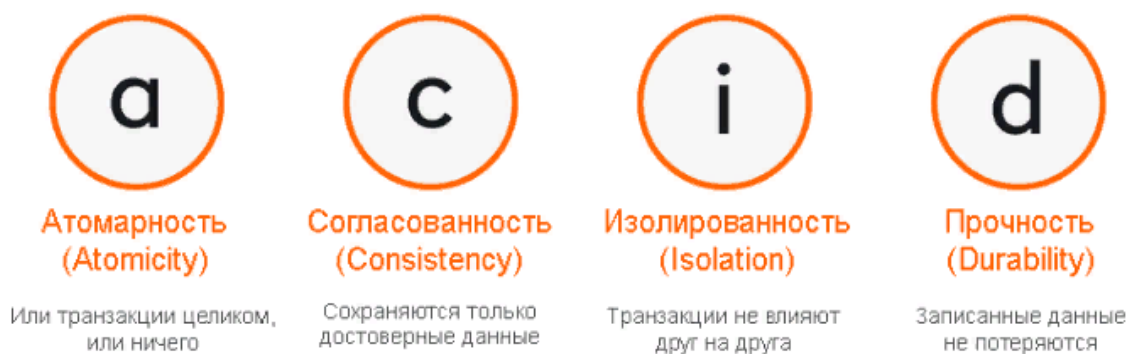 a
Атомарность
(Atomicity)
Или транзакции целиком,
или ничего
c
Согласованность
(Consistency)
Сохраняются только
достоверные данные
i
Изолированность
(Isolation)
Транзакции не влияют
друг на друга
d
Прочность
(Durability)
Записанные данные
не потеряются